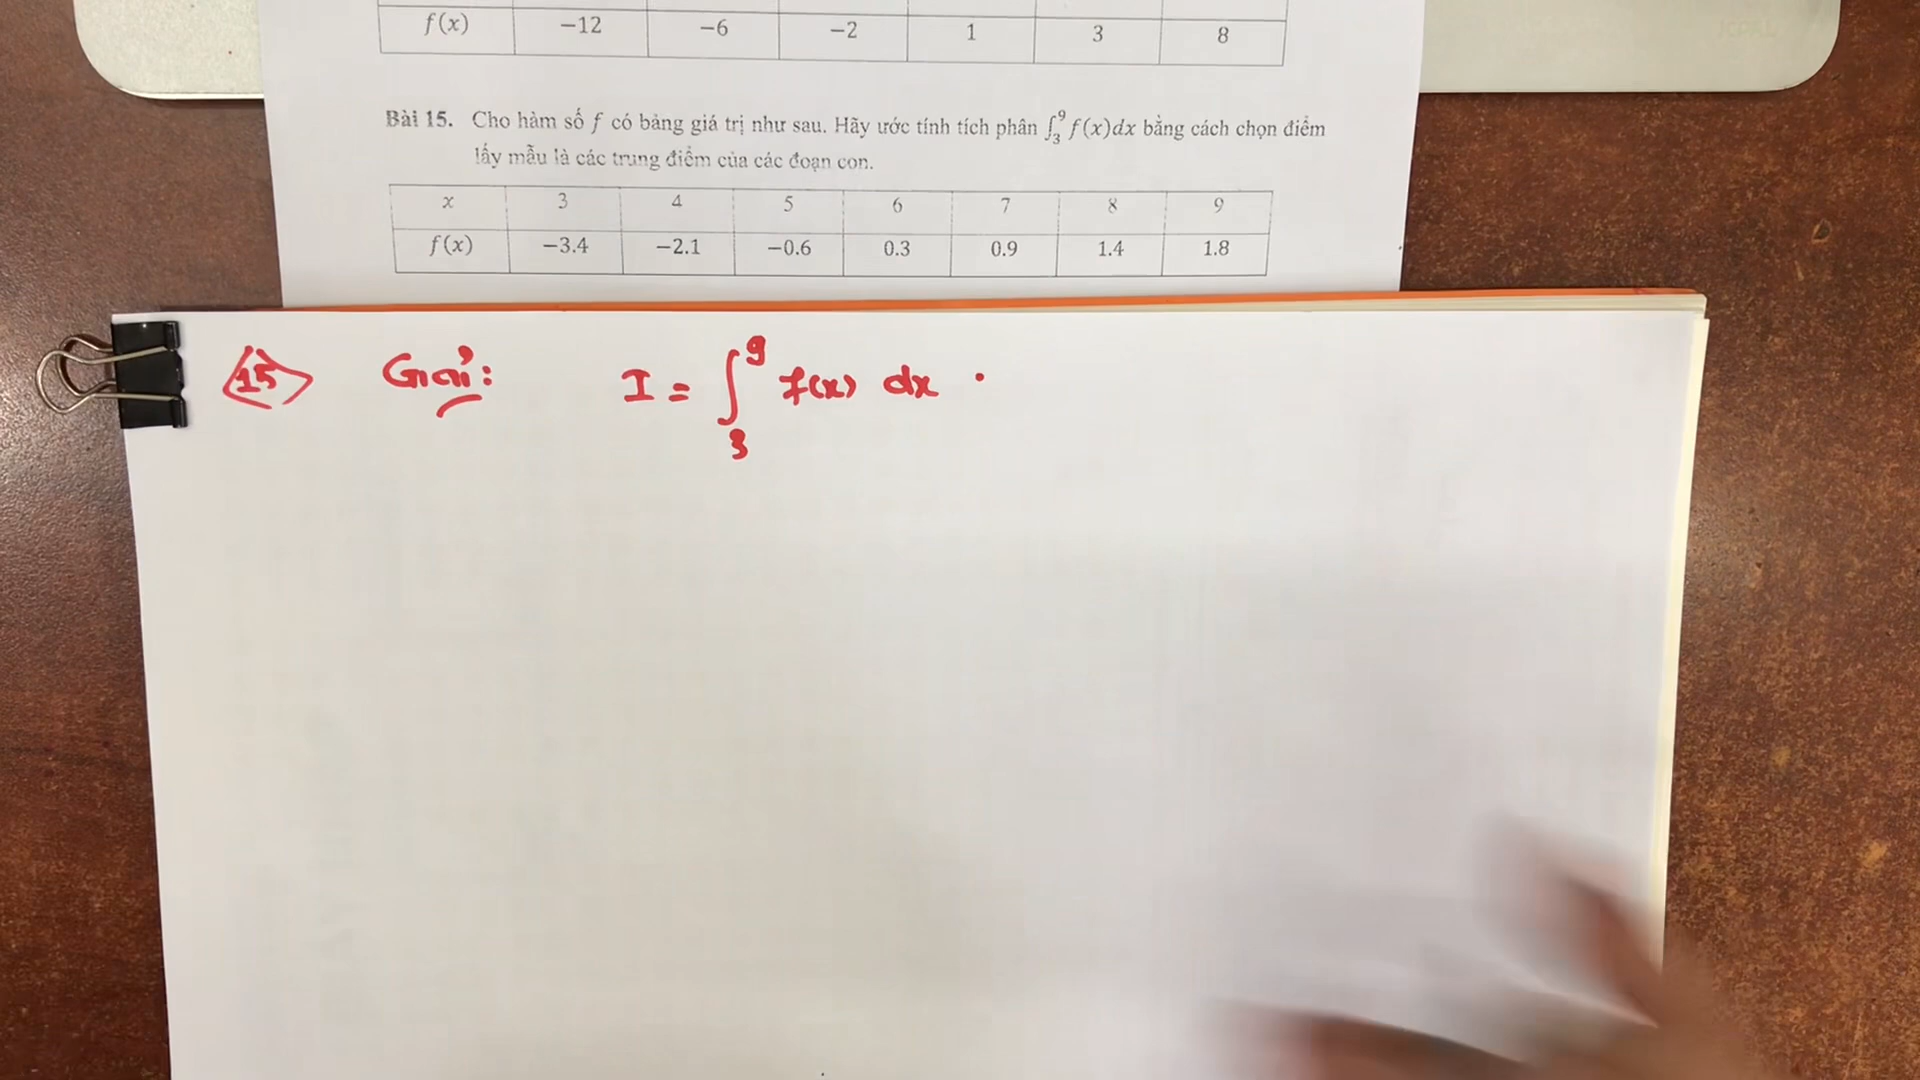 JCPAL
f(x) −12 −6 −2 1 3 8
Bài 15. Cho hàm số f có bảng giá trị như sau. Hãy ước tính tích phân ∫₃⁹ f(x)dx bằng cách chọn điểm
lấy mẫu là các trung điểm của các đoạn con.
x 3 4 5 6 7 8 9
f(x) −3.4 −2.1 −0.6 0.3 0.9 1.4 1.8
15 Giải: I = ∫₃⁹ f(x) dx .